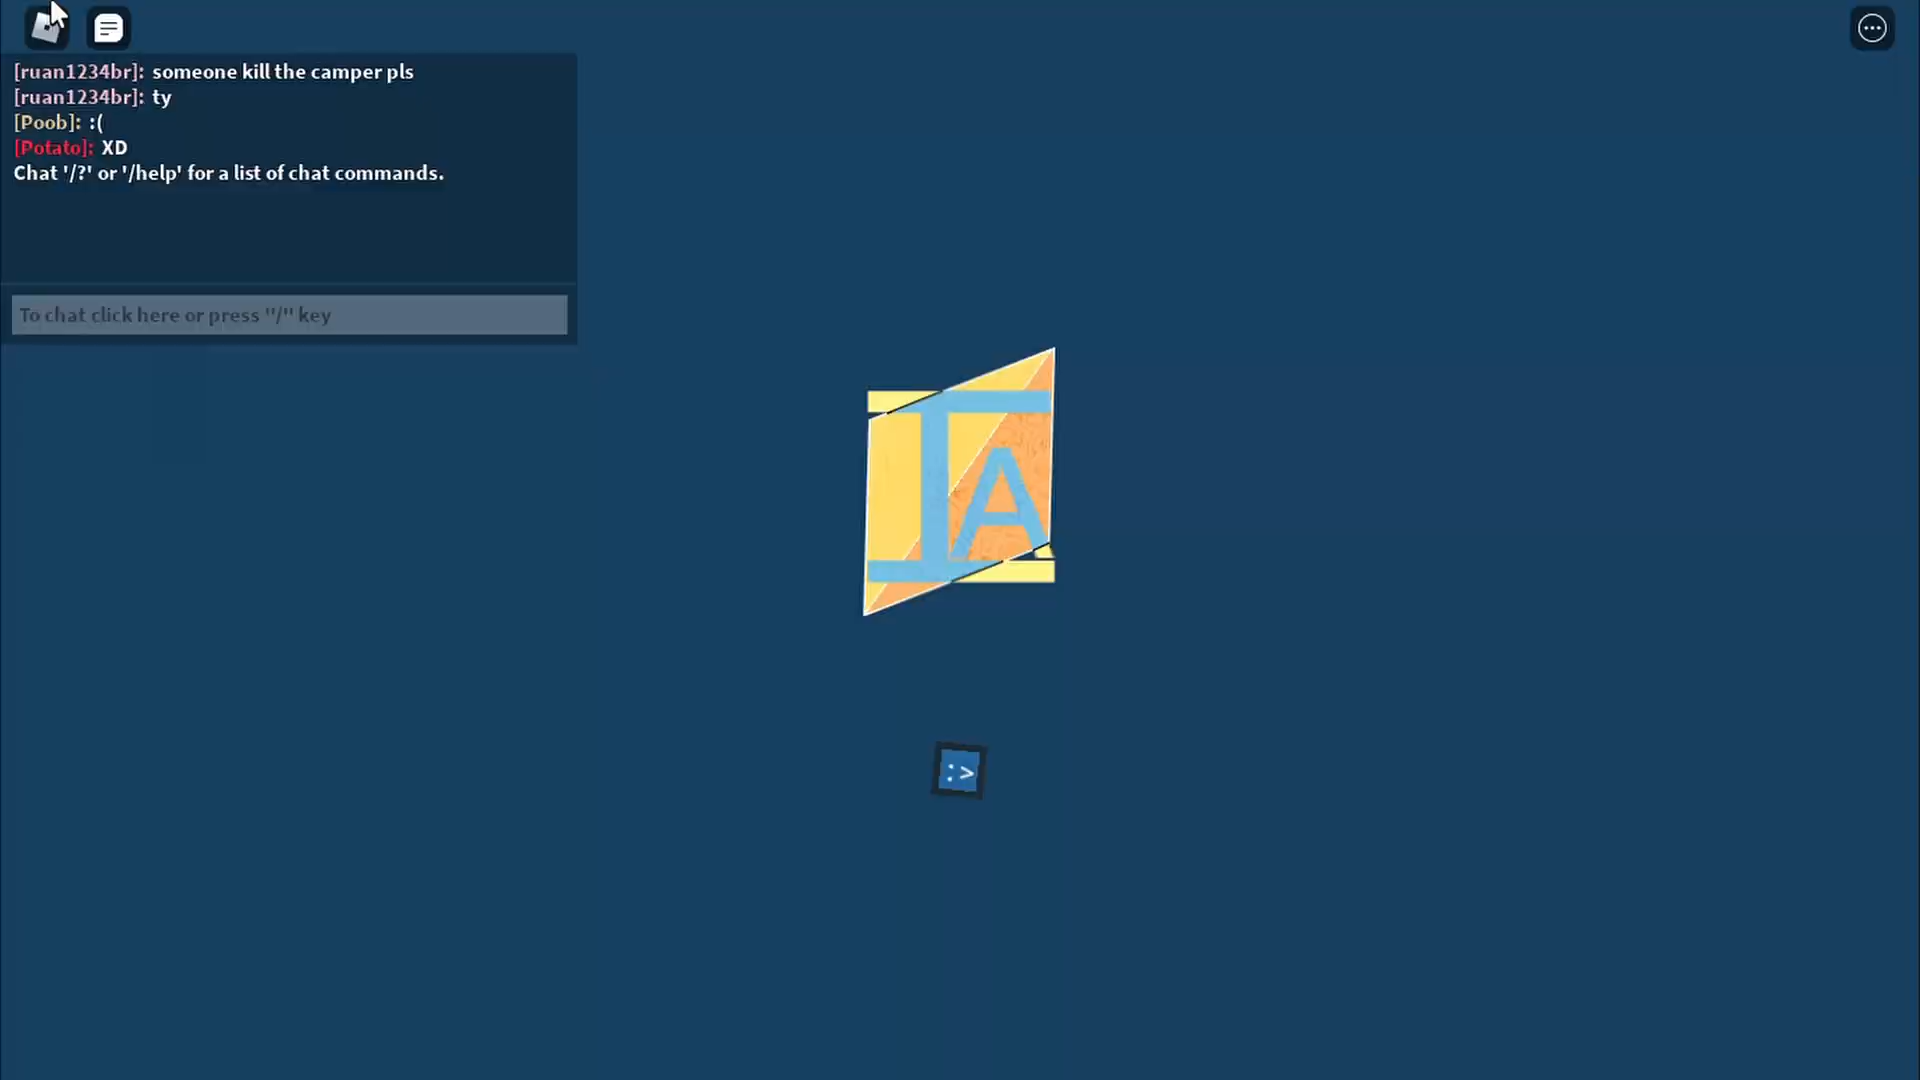 [ruan1234br]: someone kill the camper pls
[ruan1234br]: ty
[Poob]: :(
[Potato]: XD
Chat '/?' or '/help' for a list of chat commands.
To chat click here or press "/" key
IA
:>